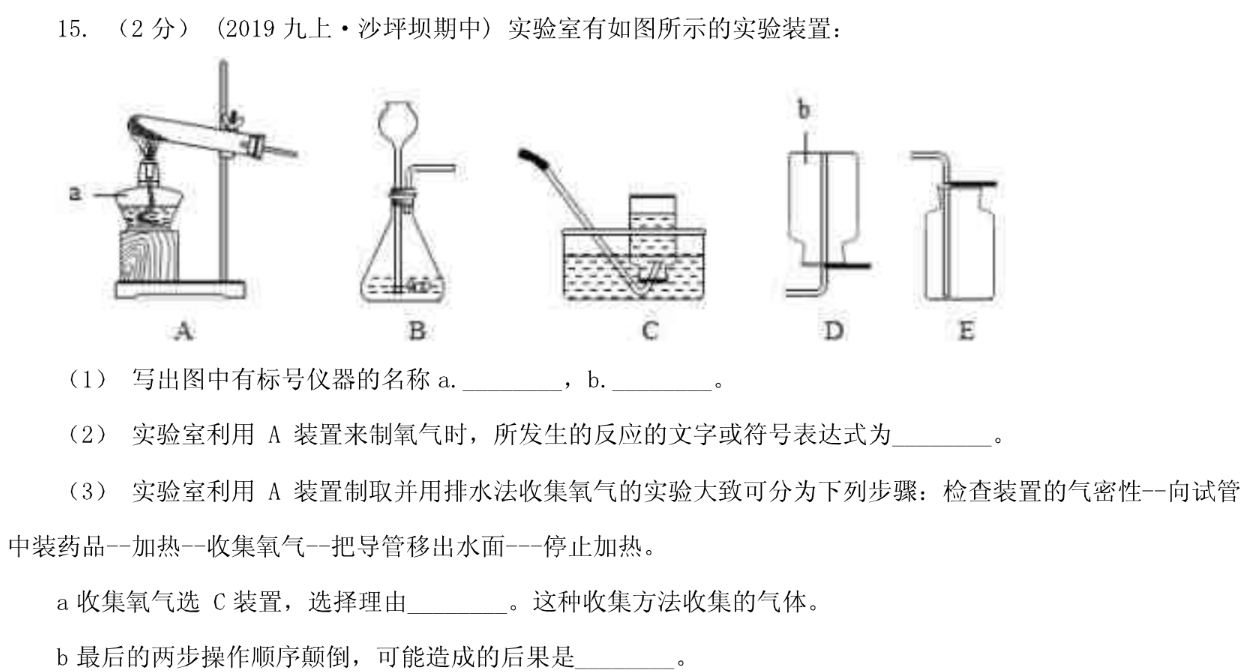 15. （2 分） (2019 九上·沙坪坝期中) 实验室有如图所示的实验装置：
b
a
A B C D E
（1） 写出图中有标号仪器的名称 a.________，b.________。
（2） 实验室利用 A 装置来制氧气时，所发生的反应的文字或符号表达式为________。
（3） 实验室利用 A 装置制取并用排水法收集氧气的实验大致可分为下列步骤：检查装置的气密性--向试管
中装药品--加热--收集氧气--把导管移出水面---停止加热。
a 收集氧气选 C 装置，选择理由________。这种收集方法收集的气体。
b 最后的两步操作顺序颠倒，可能造成的后果是________。